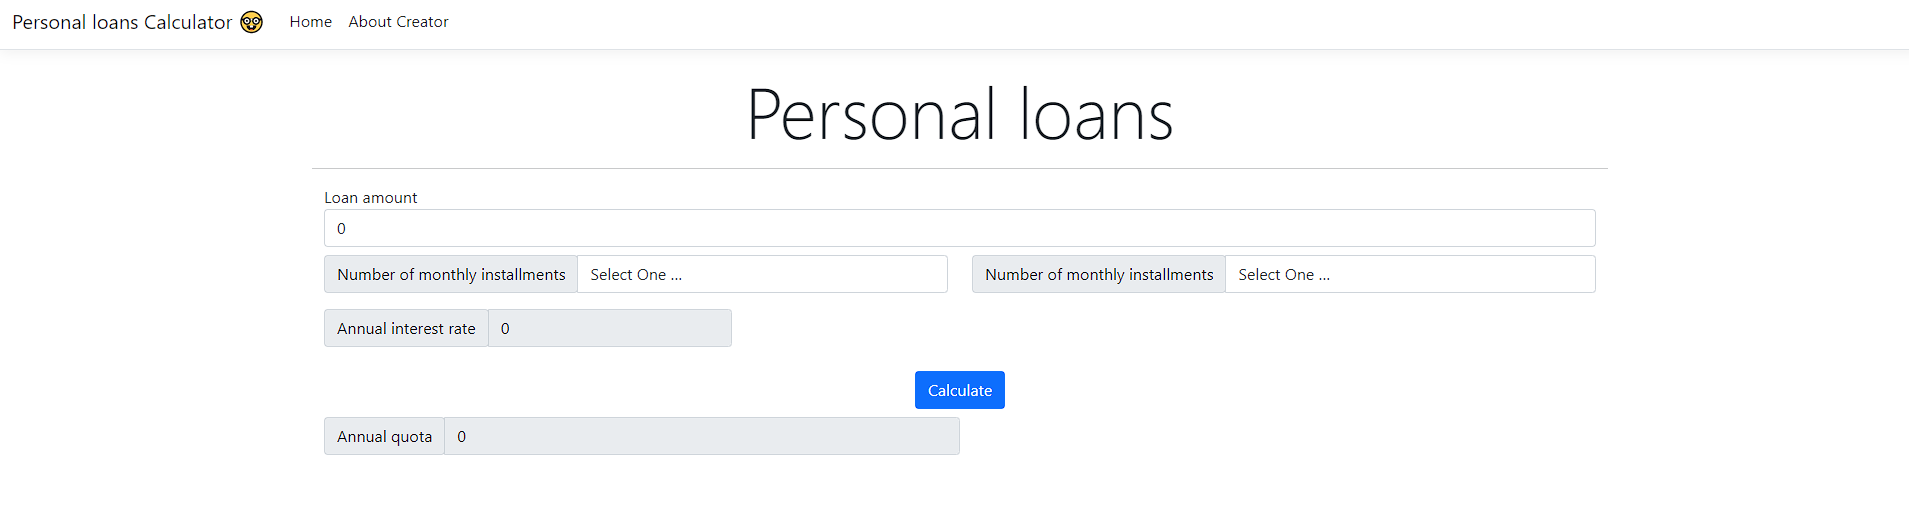 Personal loans Calculator 🤓 Home About Creator
Personal loans
Loan amount
0
Number of monthly installments Select One ... Number of monthly installments Select One ...
Annual interest rate 0
Calculate
Annual quota 0